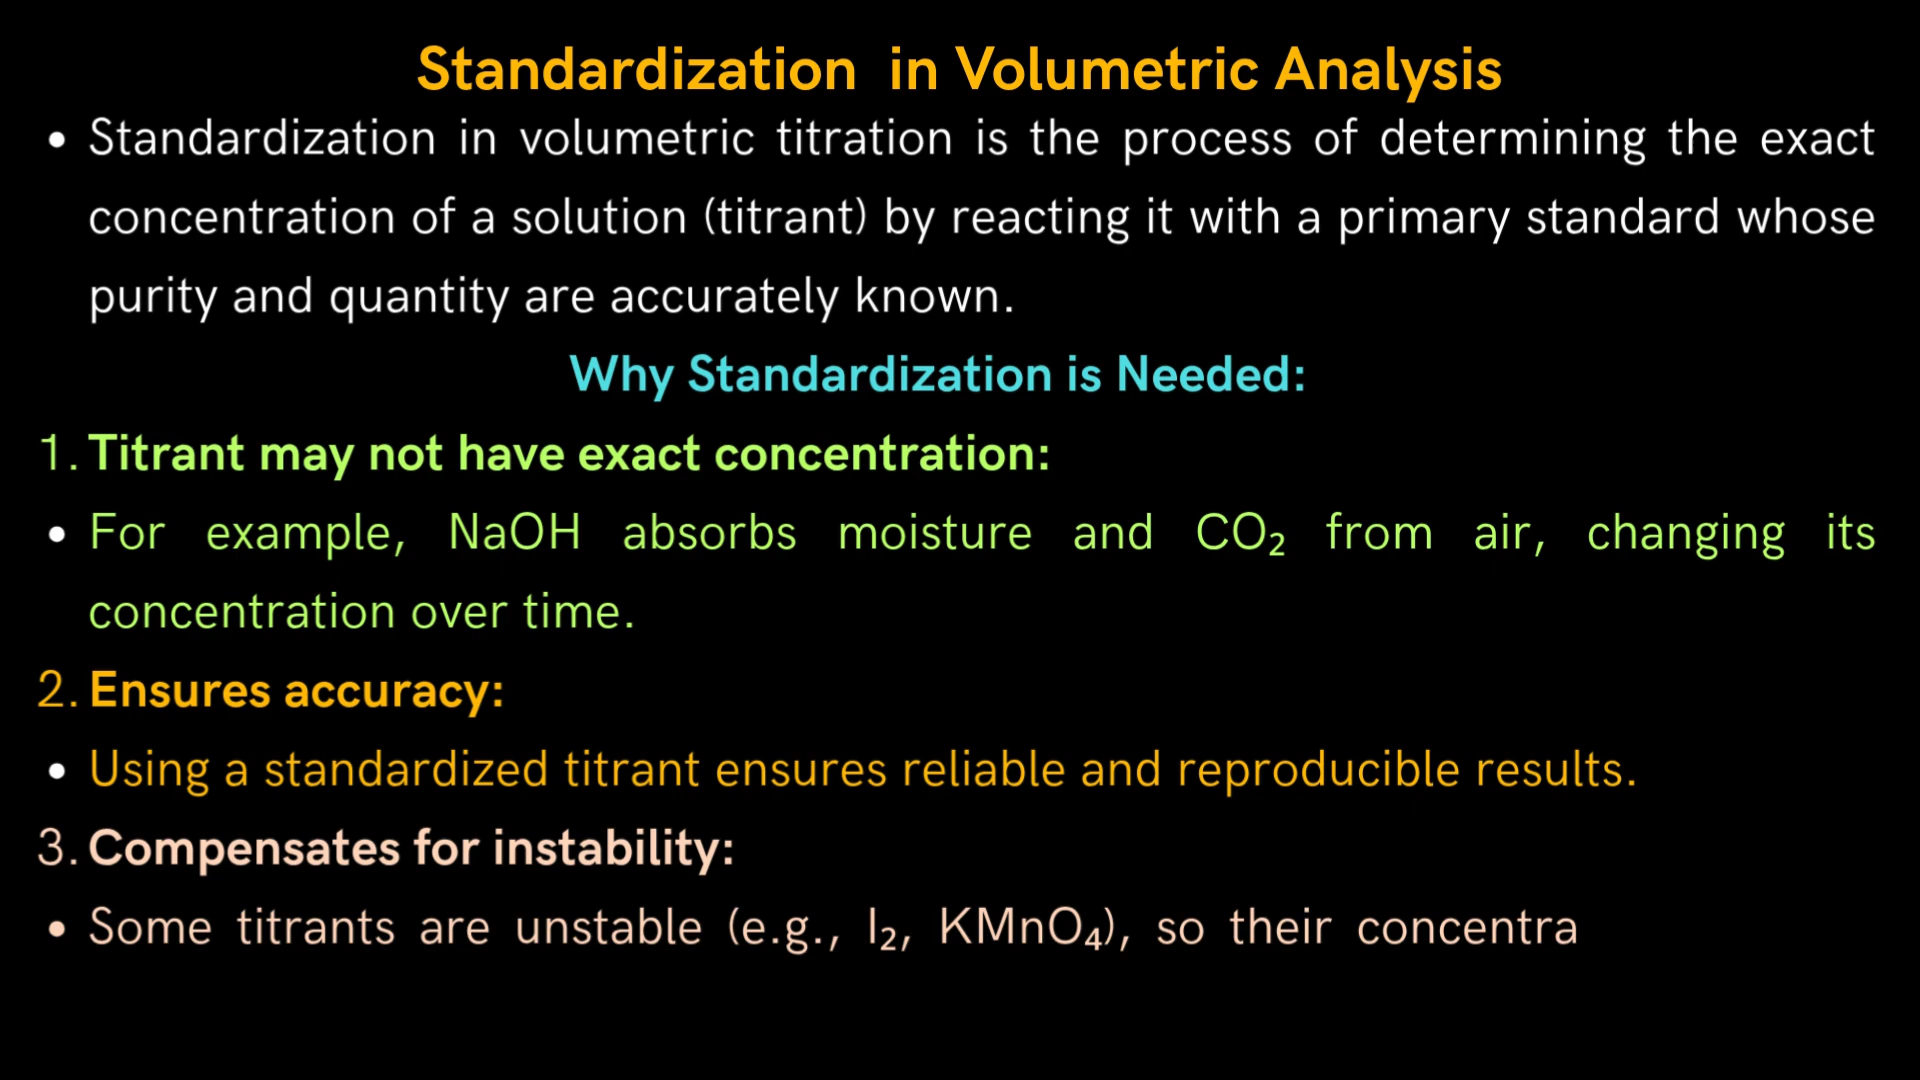 Standardization in Volumetric Analysis
• Standardization in volumetric titration is the process of determining the exact
concentration of a solution (titrant) by reacting it with a primary standard whose
purity and quantity are accurately known.
Why Standardization is Needed:
1. Titrant may not have exact concentration:
• For example, NaOH absorbs moisture and CO₂ from air, changing its
concentration over time.
2. Ensures accuracy:
• Using a standardized titrant ensures reliable and reproducible results.
3. Compensates for instability:
• Some titrants are unstable (e.g., I₂, KMnO₄), so their concentra